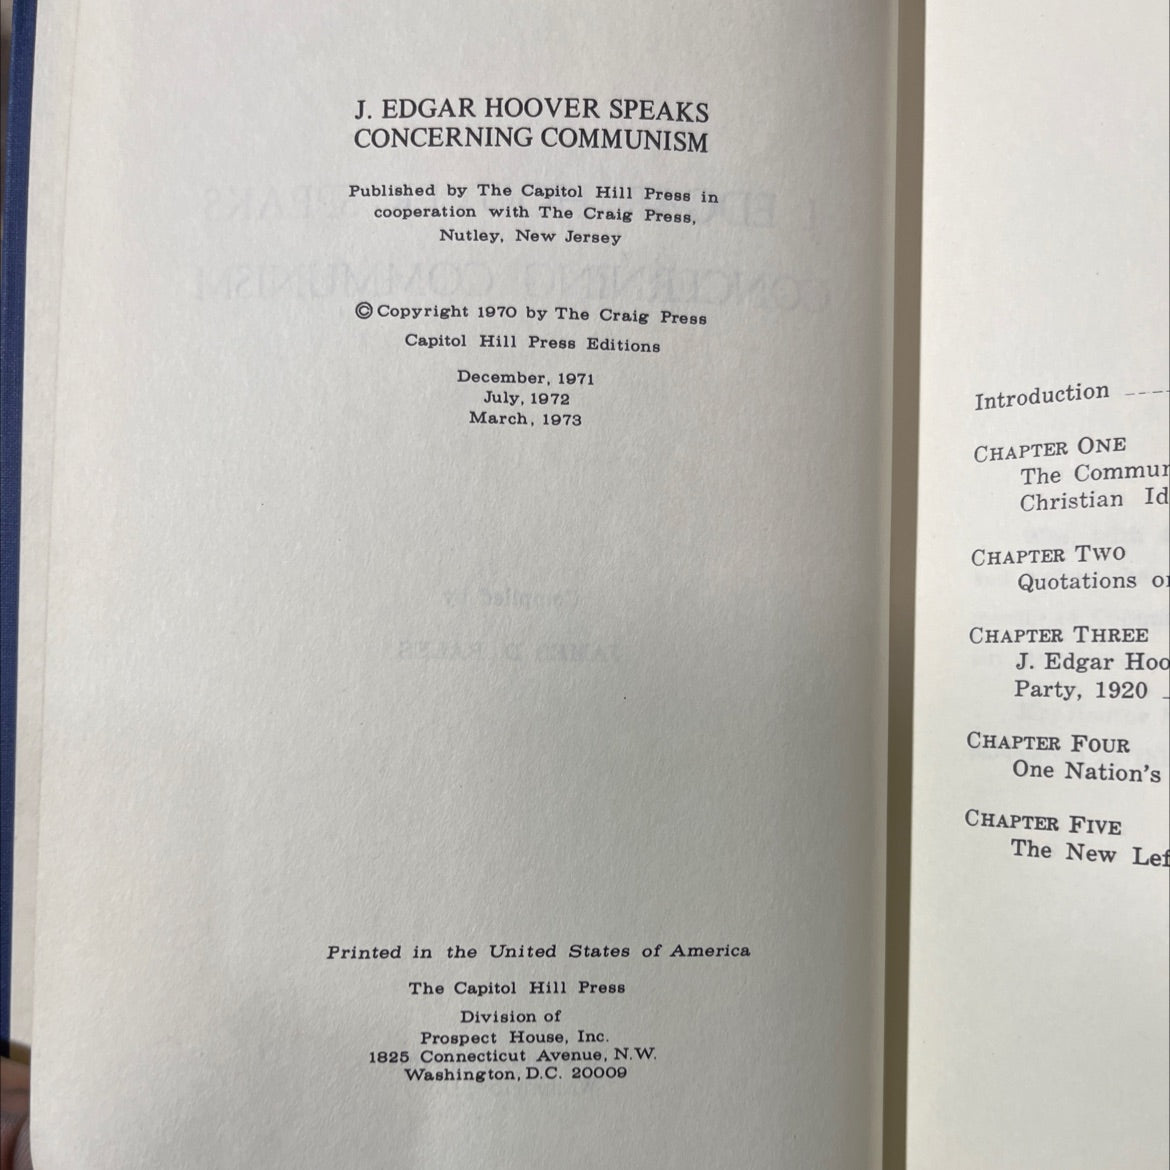 J. EDGAR HOOVER SPEAKS
CONCERNING COMMUNISM
Published by The Capitol Hill Press in
cooperation with The Craig Press,
Nutley, New Jersey
© Copyright 1970 by The Craig Press
Capitol Hill Press Editions
December, 1971
July, 1972
March, 1973
Printed in the United States of America
The Capitol Hill Press
Division of
Prospect House, Inc.
1825 Connecticut Avenue, N.W.
Washington, D.C. 20009
Introduction
CHAPTER ONE
The
Christian
CHAPTER TWO
Quotations
CHAPTER THREE
J. Edgar
Party, 1920
CHAPTER FOUR
One Nation's
CHAPTER FIVE
The New